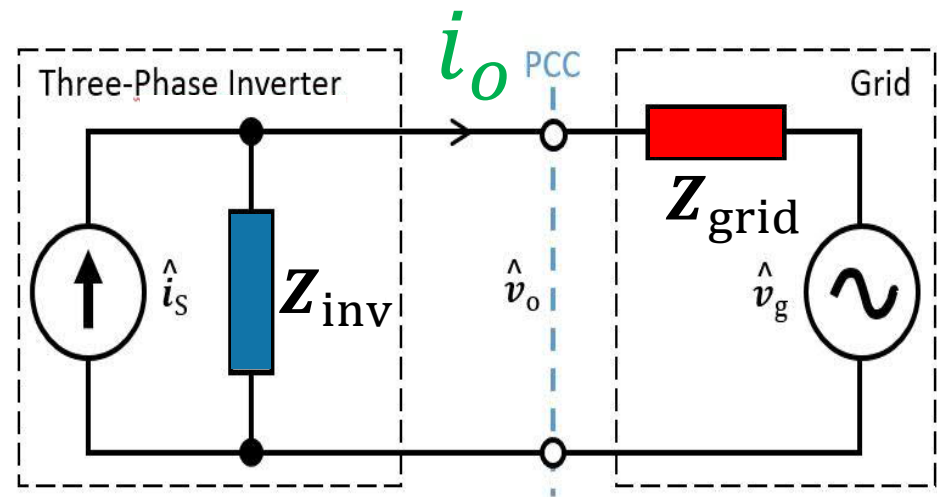 i_o
PCC
Three-Phase Inverter
Grid
Z_grid
î_S
Z_inv
v̂_o
v̂_g